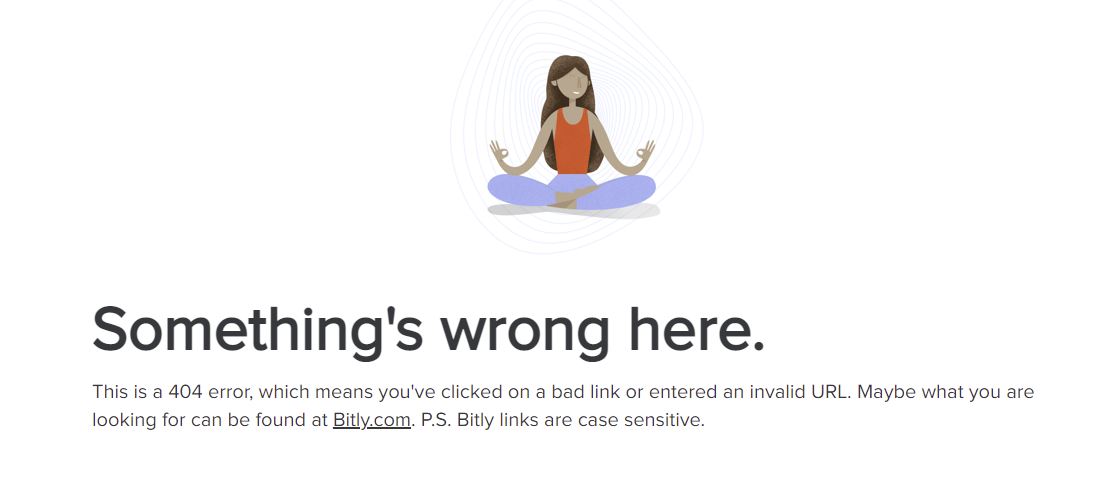 Something's wrong here.
This is a 404 error, which means you've clicked on a bad link or entered an invalid URL. Maybe what you are
looking for can be found at Bitly.com. P.S. Bitly links are case sensitive.